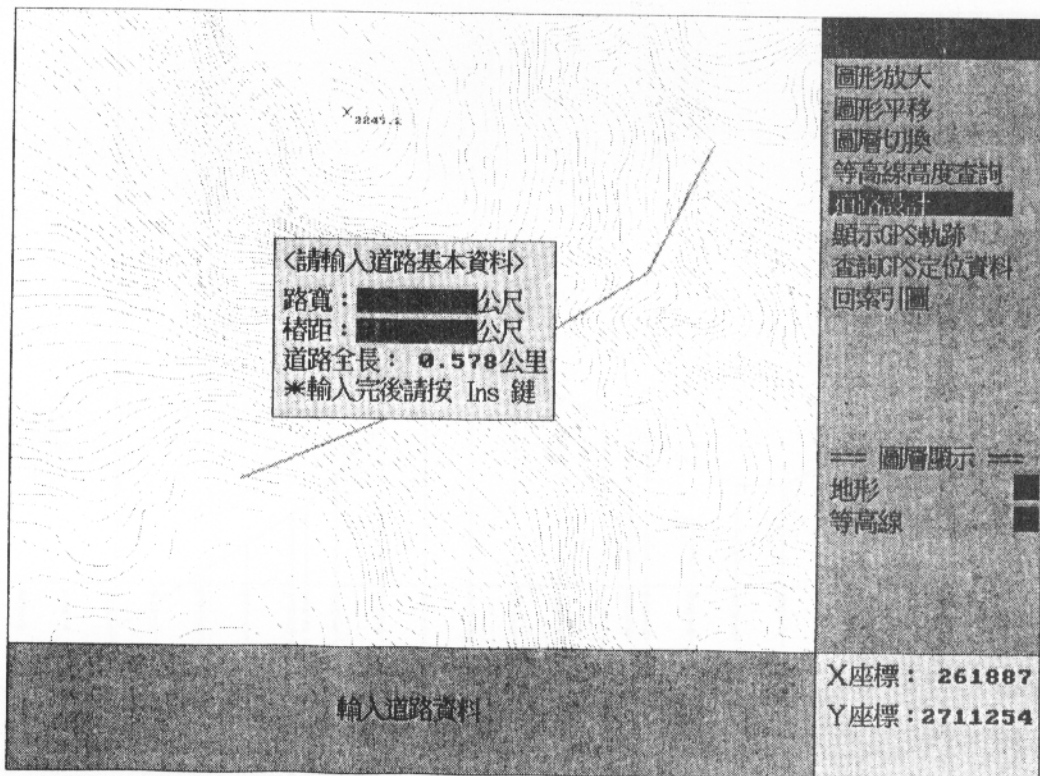 圖形放大
圖形平移
圖層切換
等高線高度查詢
顯示GPS軌跡
查詢GPS定位資料
回索引圖
<請輸入道路基本資料>
路寬：公尺
樁距：公尺
道路全長： 0.578公里
*輸入完後請按 Ins 鍵
=== 圖層顯示 ===
地形
等高線
輸入道路資料
X座標： 261887
Y座標：2711254